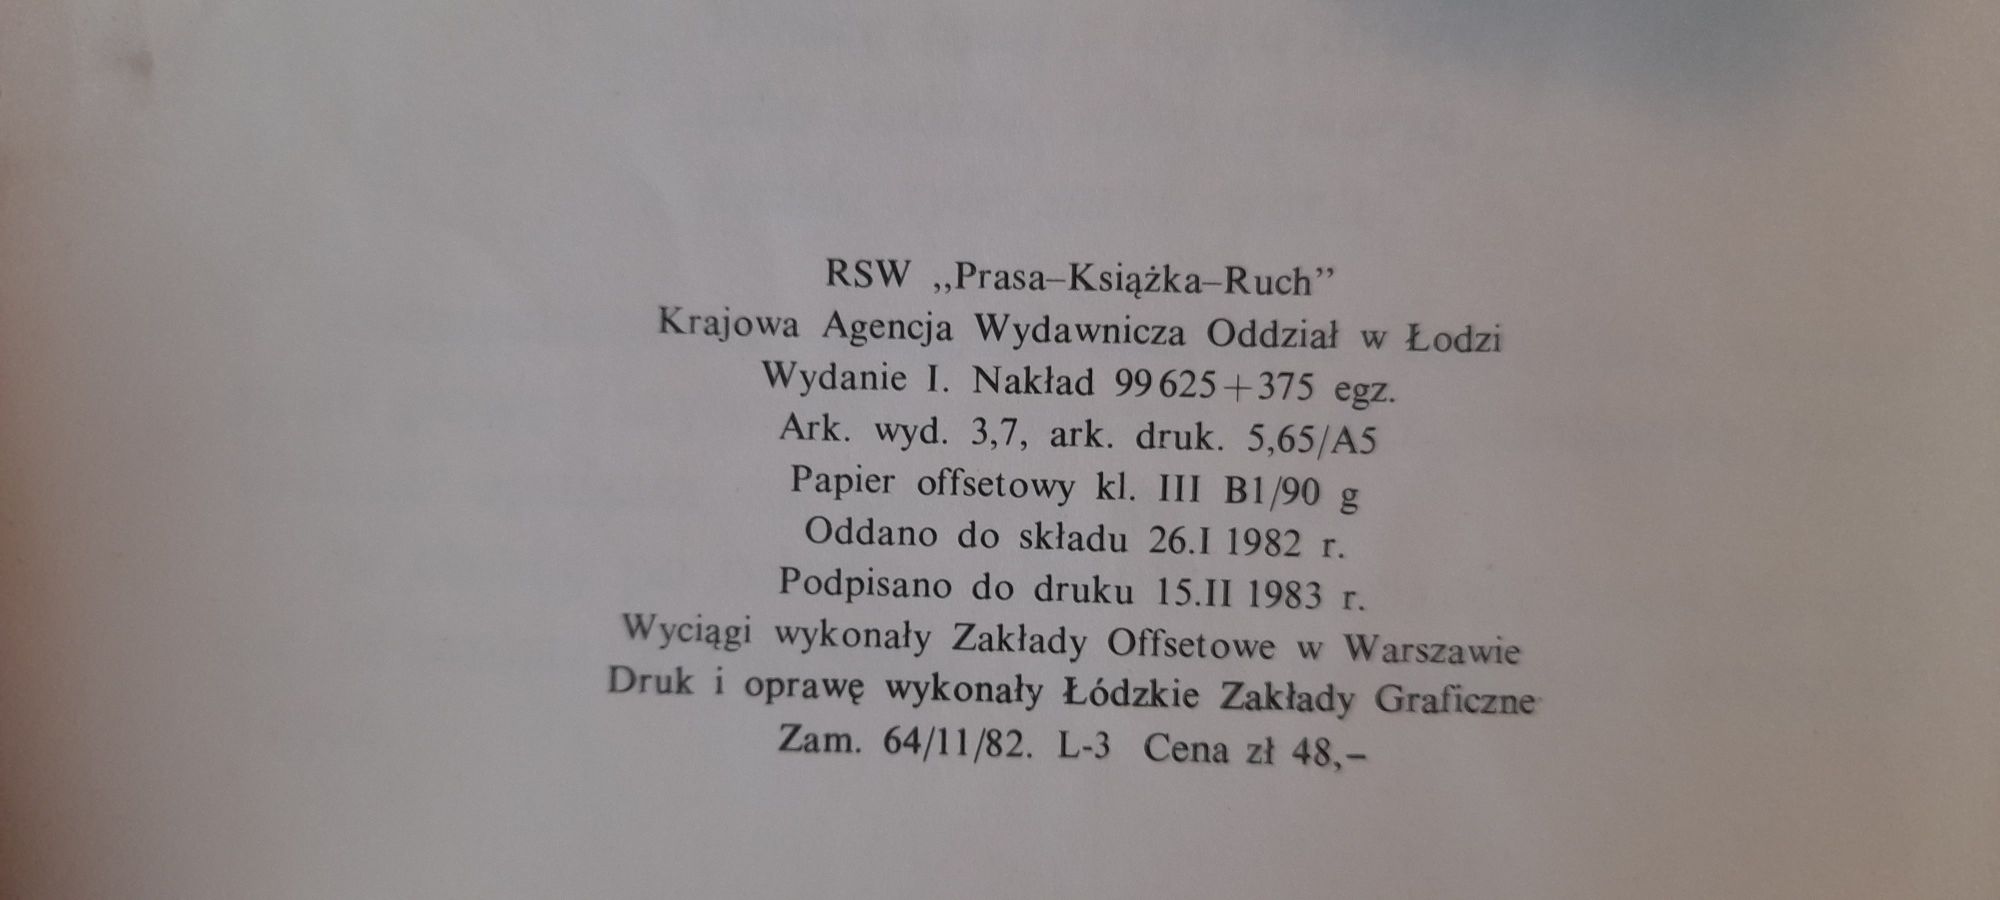 RSW „Prasa–Książka–Ruch”
Krajowa Agencja Wydawnicza Oddział w Łodzi
Wydanie I. Nakład 99 625+375 egz.
Ark. wyd. 3,7, ark. druk. 5,65/A5
Papier offsetowy kl. III B1/90 g
Oddano do składu 26.I 1982 r.
Podpisano do druku 15.II 1983 r.
Wyciągi wykonały Zakłady Offsetowe w Warszawie
Druk i oprawę wykonały Łódzkie Zakłady Graficzne
Zam. 64/11/82. L-3 Cena zł 48,–